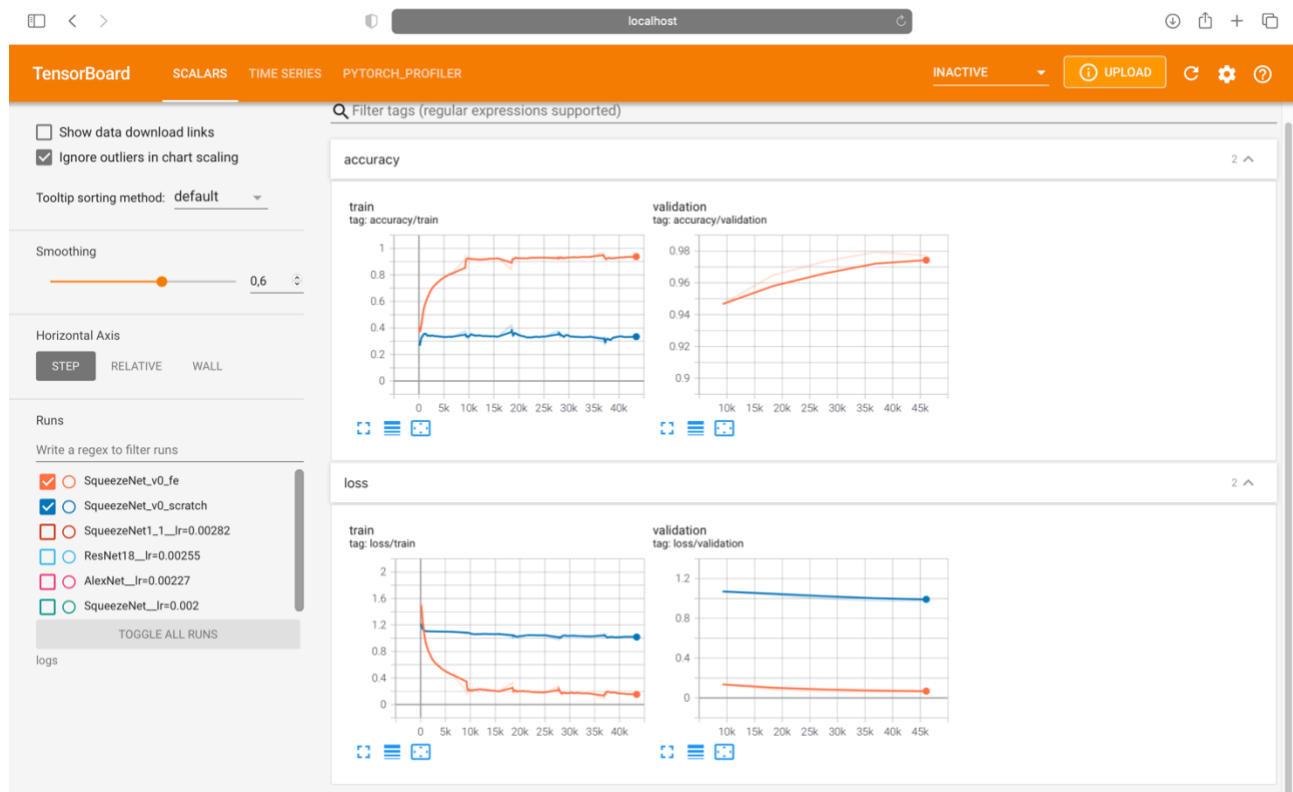 localhost
TensorBoard SCALARS TIME SERIES PYTORCH_PROFILER INACTIVE UPLOAD
Show data download links
Ignore outliers in chart scaling
Tooltip sorting method: default
Smoothing
0,6
Horizontal Axis
STEP RELATIVE WALL
Runs
Write a regex to filter runs
SqueezeNet_v0_fe
SqueezeNet_v0_scratch
SqueezeNet1_1__lr=0.00282
ResNet18__lr=0.00255
AlexNet__lr=0.00227
SqueezeNet__lr=0.002
TOGGLE ALL RUNS
logs
Filter tags (regular expressions supported)
accuracy 2
train
tag: accuracy/train
1
0.8
0.6
0.4
0.2
0
0 5k 10k 15k 20k 25k 30k 35k 40k
validation
tag: accuracy/validation
0.98
0.96
0.94
0.92
0.9
10k 15k 20k 25k 30k 35k 40k 45k
loss 2
train
tag: loss/train
2
1.6
1.2
0.8
0.4
0
0 5k 10k 15k 20k 25k 30k 35k 40k
validation
tag: loss/validation
1.2
0.8
0.4
0
10k 15k 20k 25k 30k 35k 40k 45k